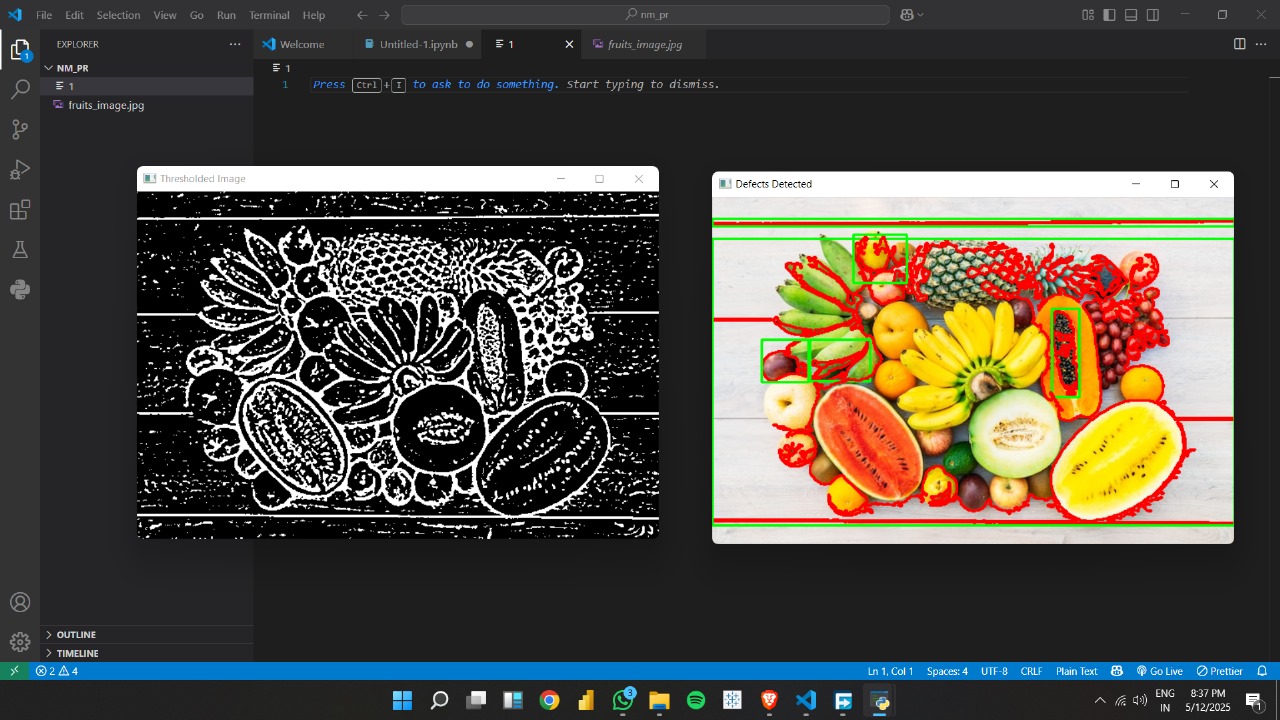 File Edit Selection View Go Run Terminal Help
nm_pr
EXPLORER
Welcome
Untitled-1.ipynb
1
fruits_image.jpg
NM_PR
1
1
fruits_image.jpg
1 Press Ctrl+I to ask to do something. Start typing to dismiss.
1
Thresholded Image
Defects Detected
OUTLINE
TIMELINE
2 4
Ln 1, Col 1 Spaces: 4 UTF-8 CRLF Plain Text Go Live Prettier
3
ENG
IN
8:37 PM
5/12/2025
1